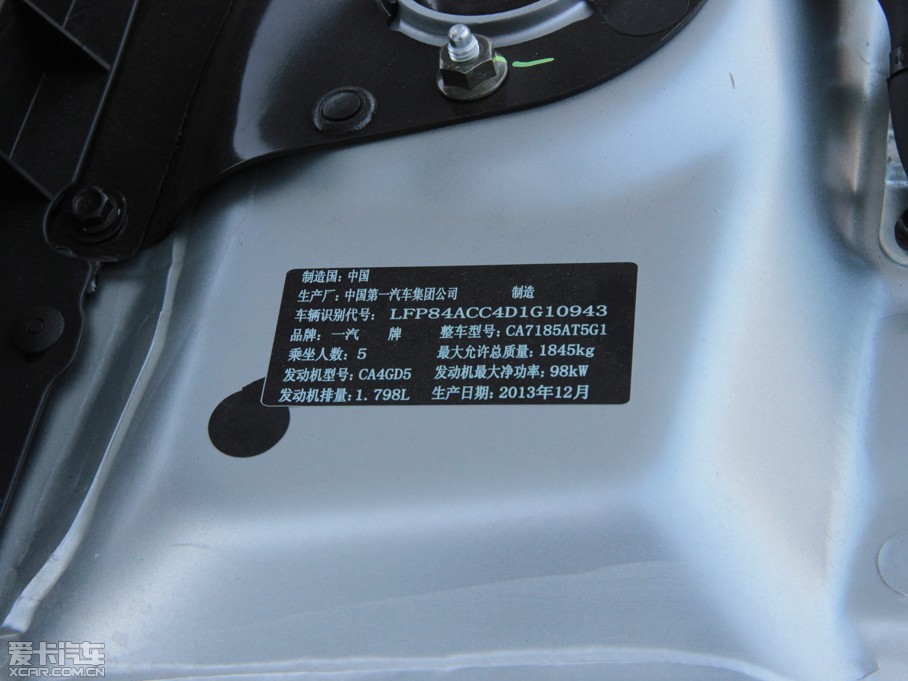 制造国：中国
生产厂：中国第一汽车集团公司 制造
车辆识别代号： LFP84ACC4D1G10943
品牌：一汽 牌 整车型号：CA7185AT5G1
乘坐人数：5 最大允许总质量：1845kg
发动机型号：CA4GD5 发动机最大净功率：98kW
发动机排量：1.798L 生产日期：2013年12月
爱卡汽车
XCAR.COM.CN